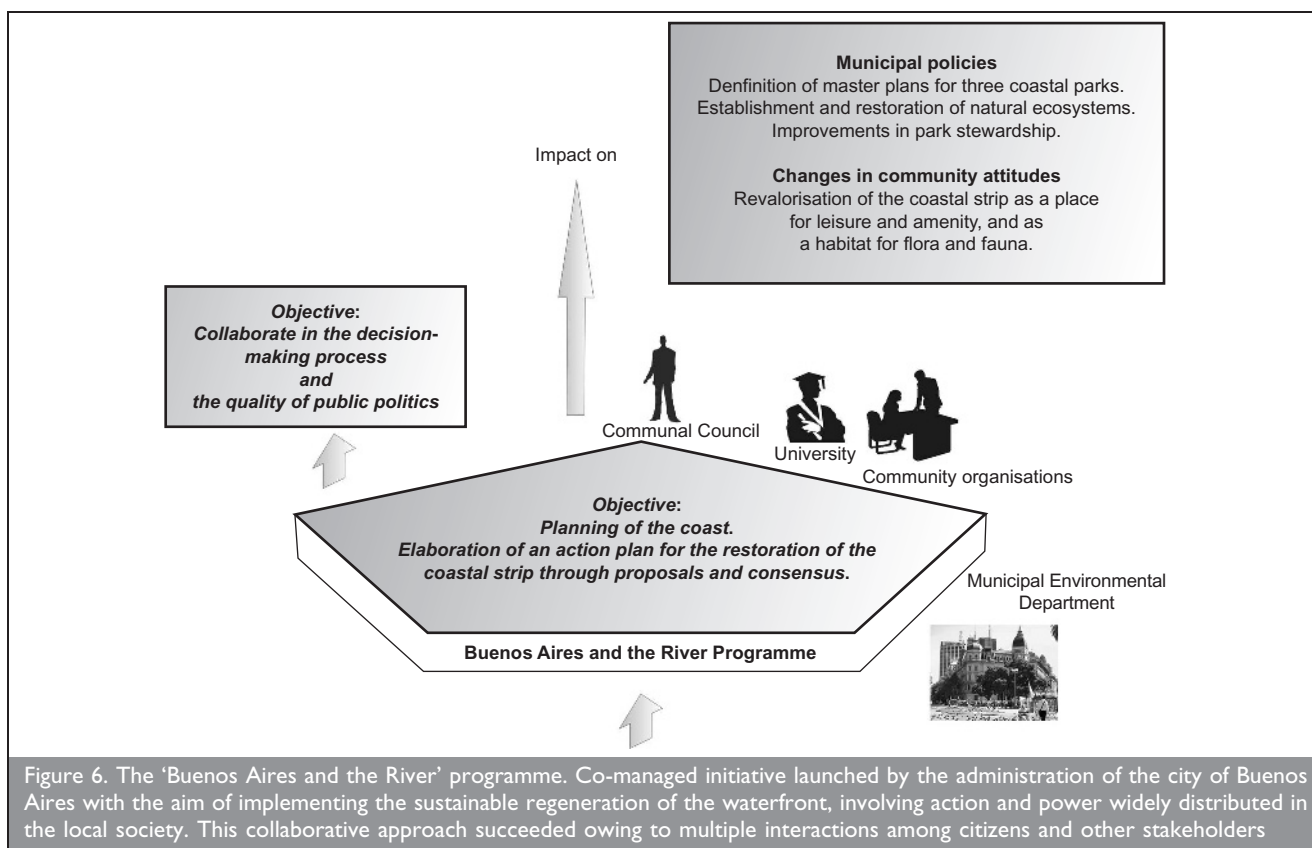 Municipal policies
Denfinition of master plans for three coastal parks.
Establishment and restoration of natural ecosystems.
Improvements in park stewardship.
Changes in community attitudes
Revalorisation of the coastal strip as a place
for leisure and amenity, and as
a habitat for flora and fauna.
Impact on
Objective:
Collaborate in the decision-
making process
and
the quality of public politics
Communal Council
University
Community organisations
Objective:
Planning of the coast.
Elaboration of an action plan for the restoration of the
coastal strip through proposals and consensus.
Municipal Environmental
Department
Buenos Aires and the River Programme
Figure 6. The ‘Buenos Aires and the River’ programme. Co-managed initiative launched by the administration of the city of Buenos
Aires with the aim of implementing the sustainable regeneration of the waterfront, involving action and power widely distributed in
the local society. This collaborative approach succeeded owing to multiple interactions among citizens and other stakeholders